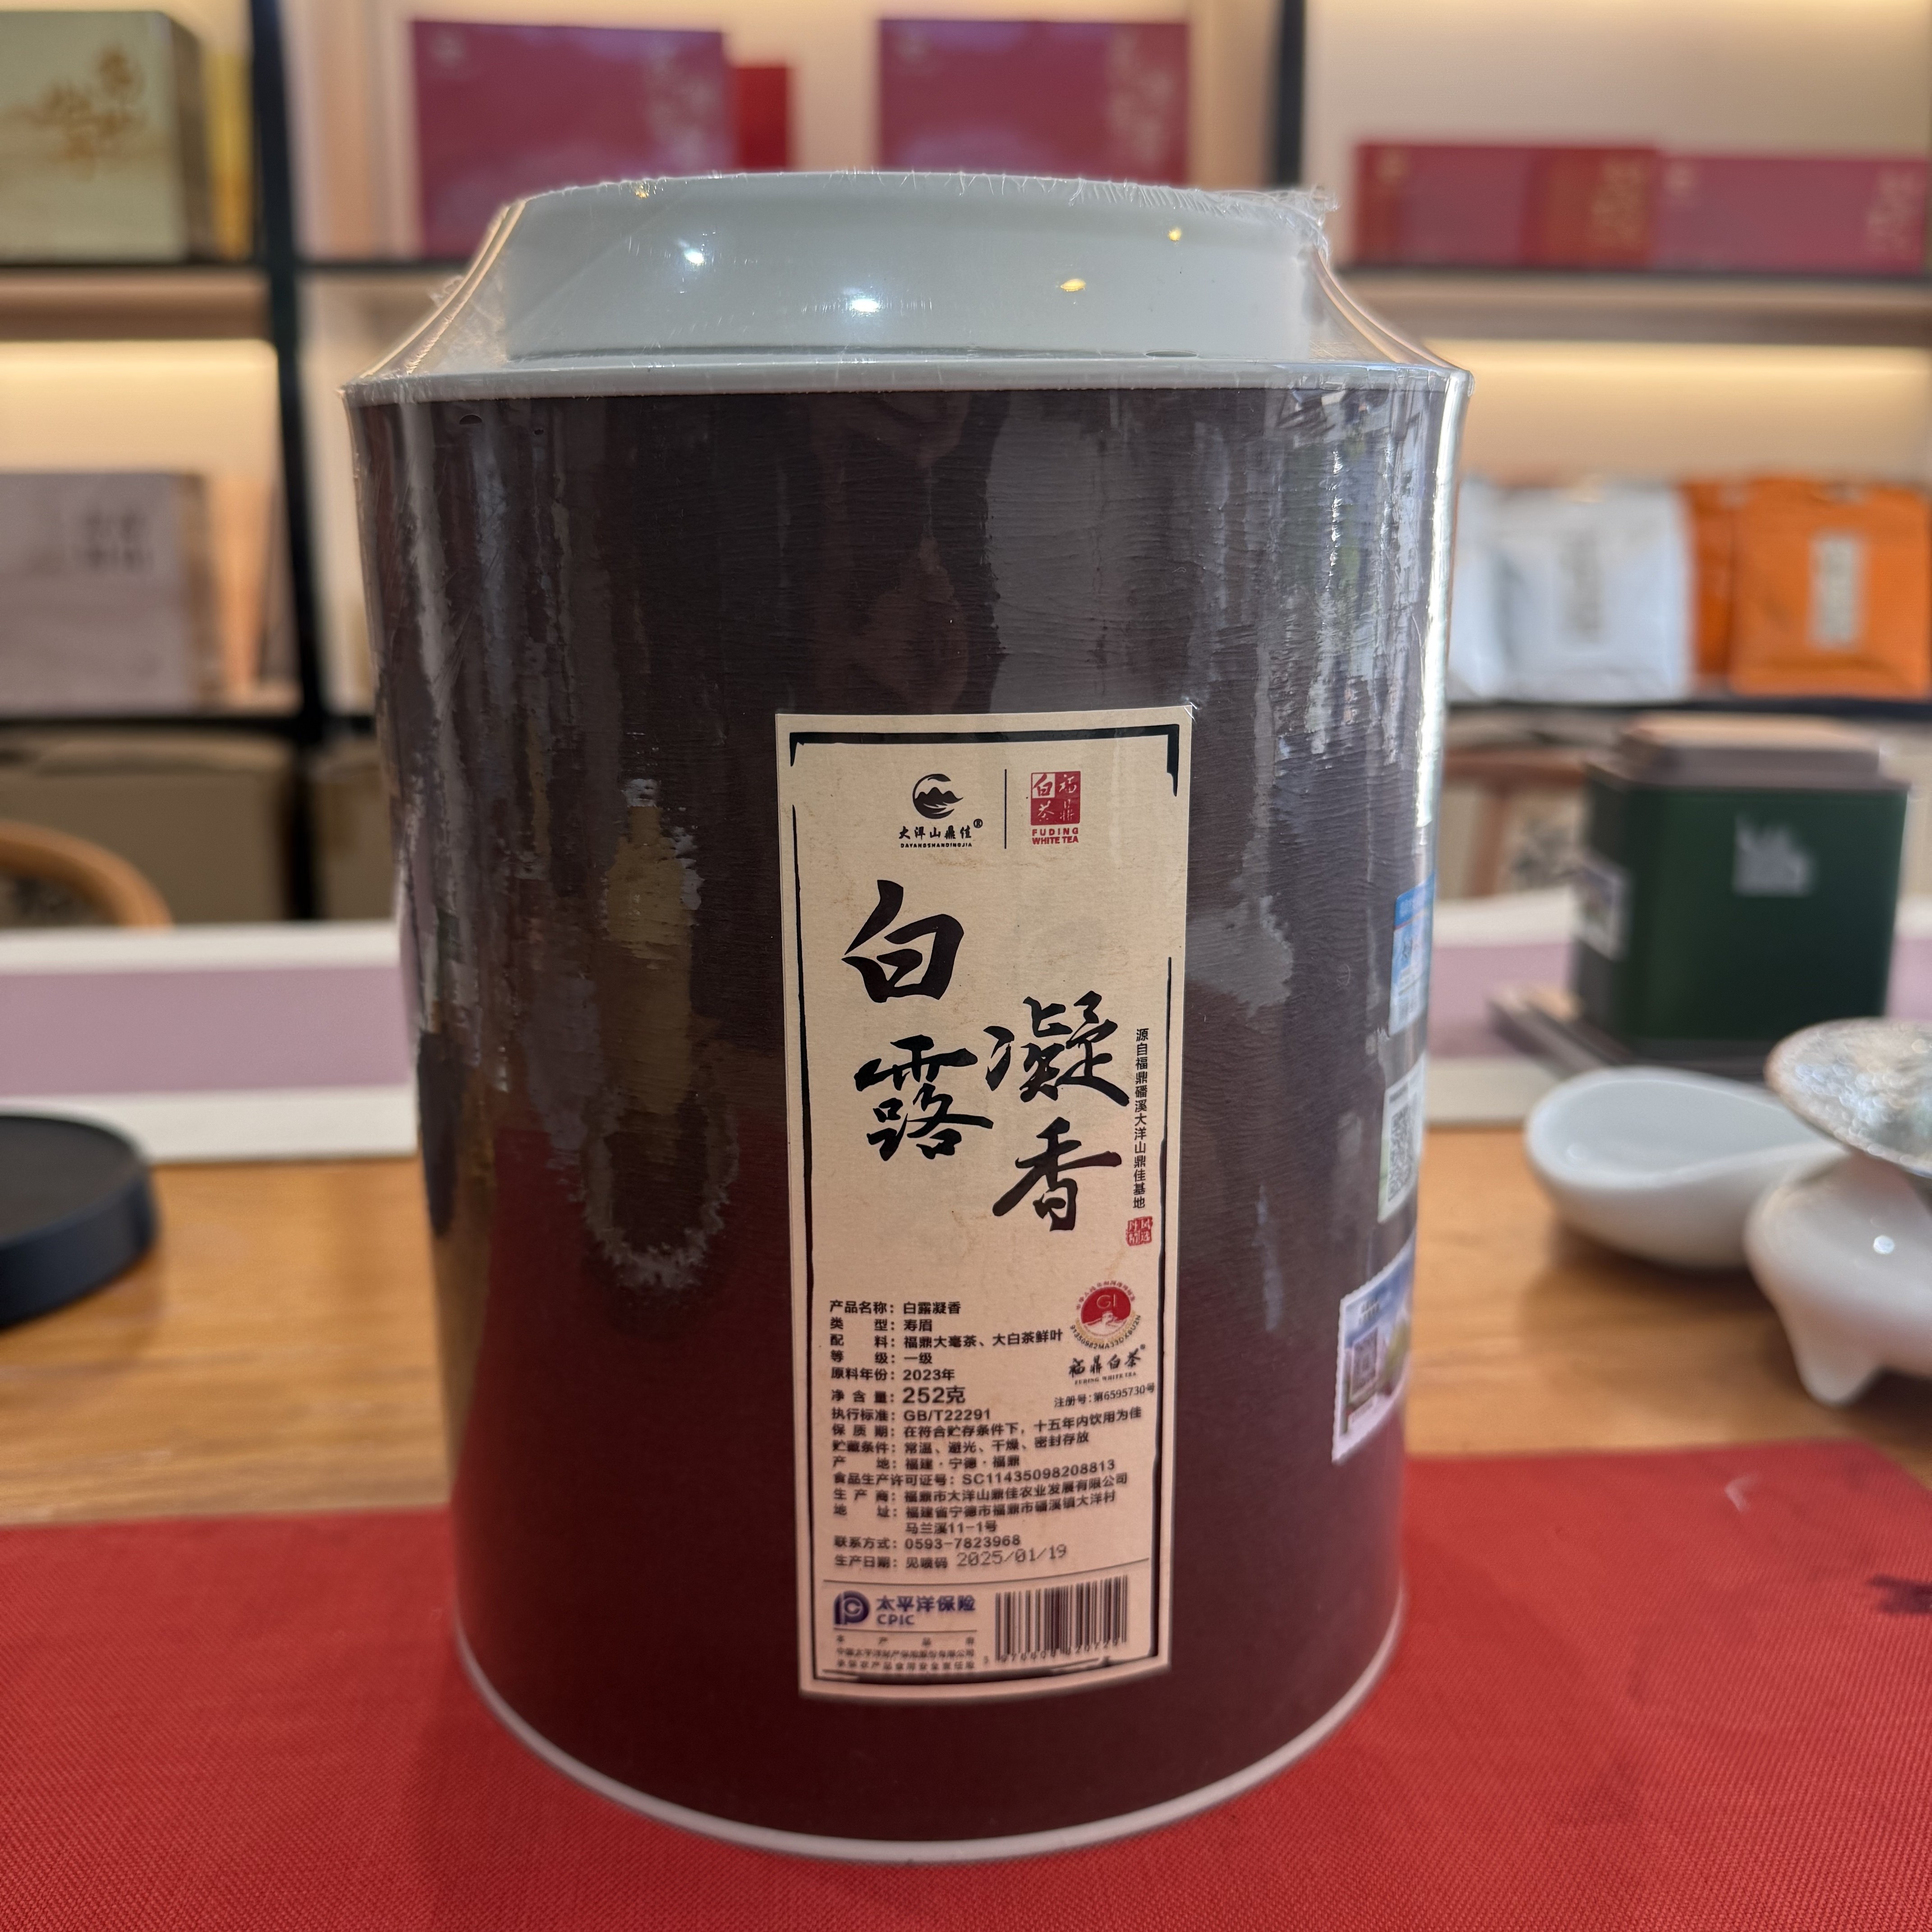 大洋山鼎佳®
DAYANGSHANDINGJIA
福鼎白茶
FUDING
WHITE TEA
白露
凝香
源自福鼎磻溪大洋山鼎佳基地
GI
福鼎白茶®
FUDING WHITE TEA
注册号:第6595730号
产品名称：白露凝香
类 型：寿眉
配 料：福鼎大毫茶、大白茶鲜叶
等 级：一级
原料年份：2023年
净 含 量：252克
执行标准：GB/T22291
保 质 期：在符合贮存条件下，十五年内饮用为佳
贮藏条件：常温、避光、干燥、密封存放
产 地：福建·宁德·福鼎
食品生产许可证号：SC11435098208813
生 产 商：福鼎市大洋山鼎佳农业发展有限公司
地 址：福建省宁德市福鼎市磻溪镇大洋村
马兰溪11-1号
联系方式：0593-7823968
生产日期：见喷码 2025/01/19
太平洋保险
CPIC
本 产 品 由